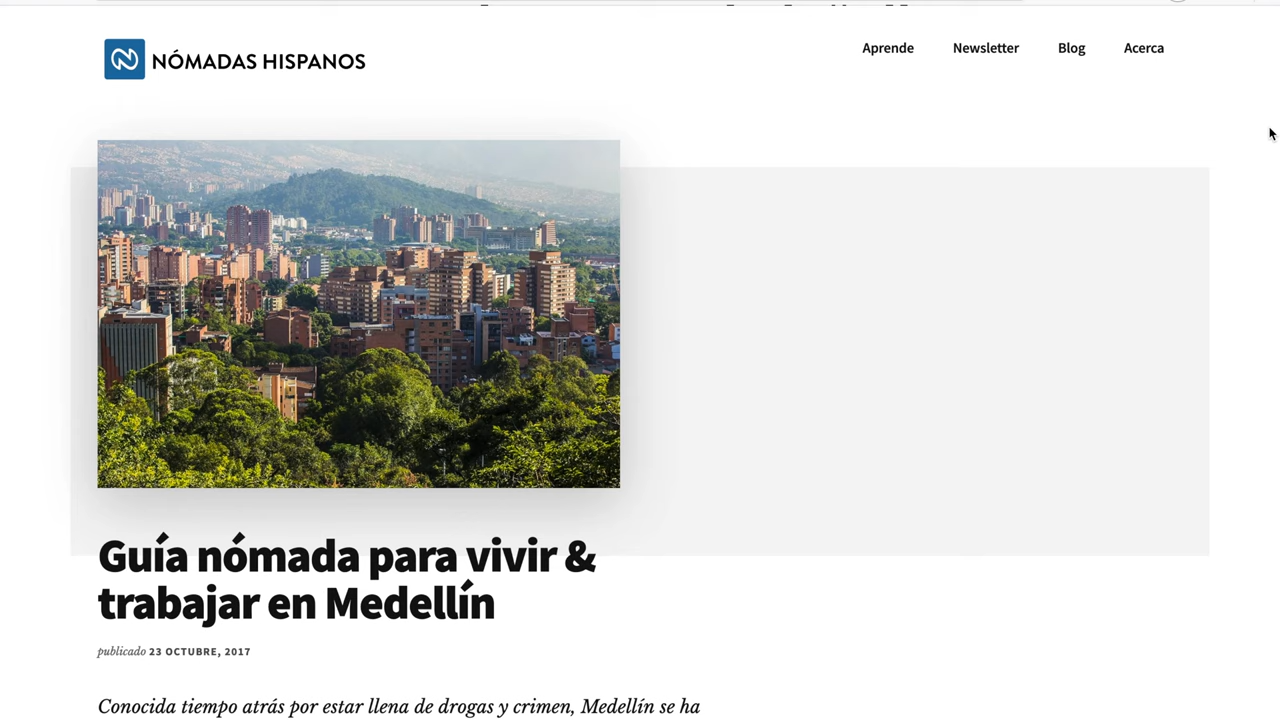 NÓMADAS HISPANOS
Aprende Newsletter Blog Acerca
Guía nómada para vivir &
trabajar en Medellín
publicado 23 OCTUBRE, 2017
Conocida tiempo atrás por estar llena de drogas y crimen, Medellín se ha